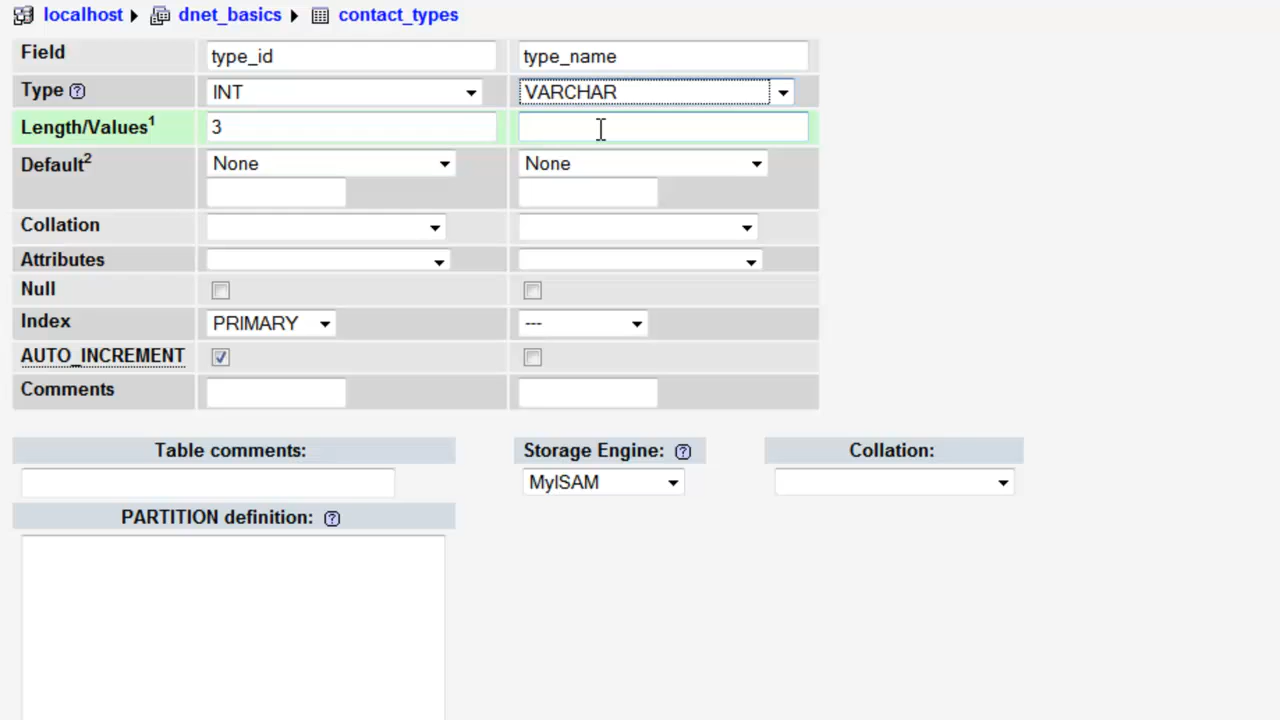 localhost dnet_basics contact_types
Field type_id type_name
Type INT VARCHAR
Length/Values1 3
Default2 None None
Collation
Attributes
Null
Index PRIMARY ---
AUTO_INCREMENT
Comments
Table comments: Storage Engine: Collation:
MyISAM
PARTITION definition: